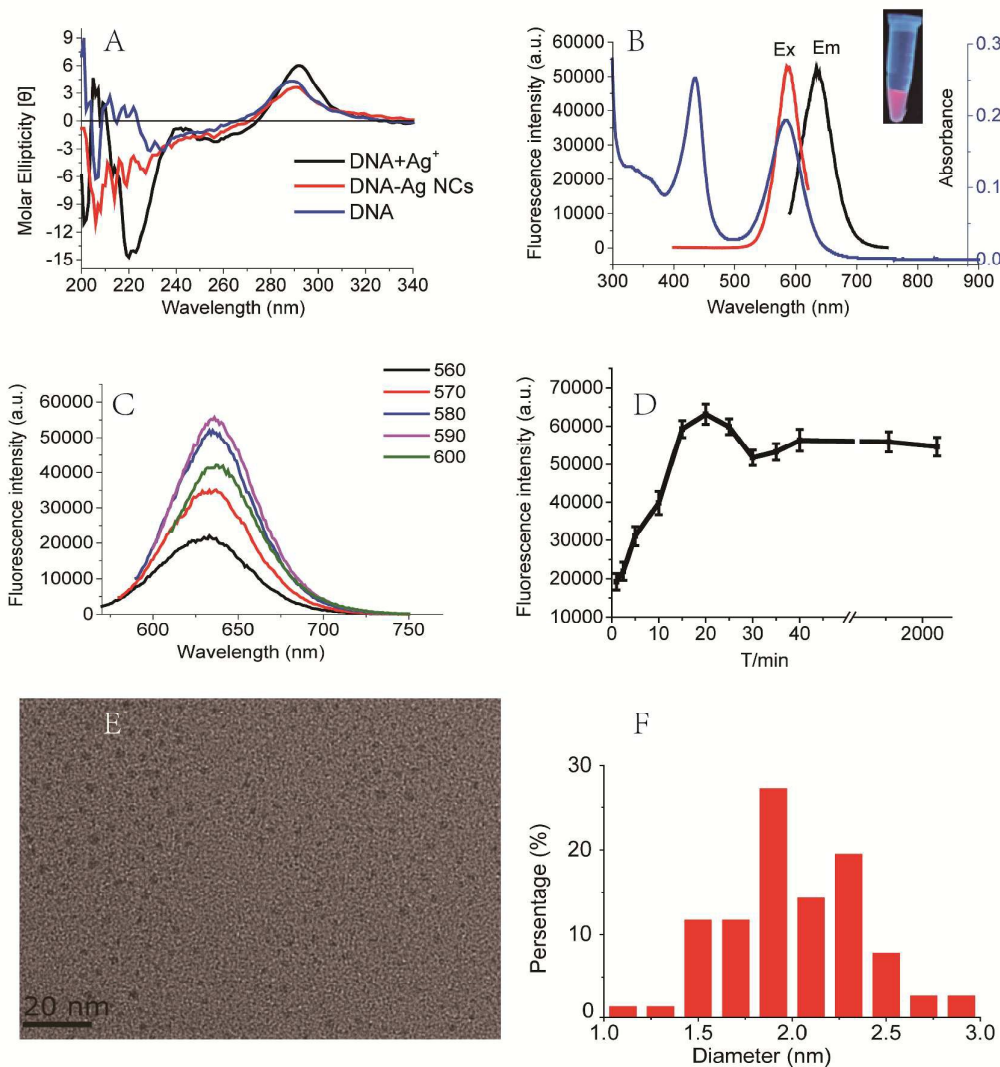 A
Molar Ellipticity [θ]
9
6
3
0
-3
-6
-9
-12
-15
DNA+Ag+
DNA-Ag NCs
DNA
200 220 240 260 280 300 320 340
Wavelength (nm)
B
Fluorescence intensity (a.u.)
60000
50000
40000
30000
20000
10000
0
Ex Em
0.3
0.2
0.1
0.0
Absorbance
300 400 500 600 700 800 900
Wavelength (nm)
C
Fluorescence intensity (a.u.)
60000
50000
40000
30000
20000
10000
0
560
570
580
590
600
600 650 700 750
Wavelength (nm)
D
Fluorescence intensity (a.u.)
70000
60000
50000
40000
30000
20000
10000
0 10 20 30 40 2000
T/min
E
20 nm
F
Persentage (%)
30
20
10
0
1.0 1.5 2.0 2.5 3.0
Diameter (nm)